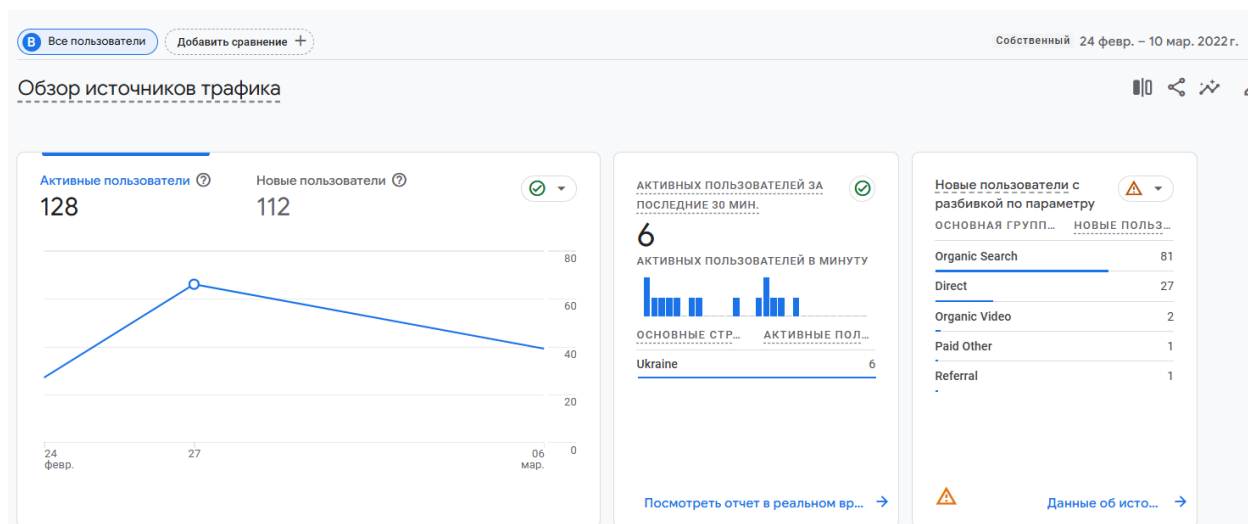 B Все пользователи Добавить сравнение + Собственный 24 февр. – 10 мар. 2022 г.
Обзор источников трафика
Активные пользователи Новые пользователи
128 112
80
60
40
20
0
24 февр. 27 06 мар.
АКТИВНЫХ ПОЛЬЗОВАТЕЛЕЙ ЗА
ПОСЛЕДНИЕ 30 МИН.
6
АКТИВНЫХ ПОЛЬЗОВАТЕЛЕЙ В МИНУТУ
ОСНОВНЫЕ СТР... АКТИВНЫЕ ПОЛ...
Ukraine 6
Посмотреть отчет в реальном вр... →
Новые пользователи с
разбивкой по параметру
ОСНОВНАЯ ГРУПП... НОВЫЕ ПОЛЬЗ...
Organic Search 81
Direct 27
Organic Video 2
Paid Other 1
Referral 1
Данные об исто... →